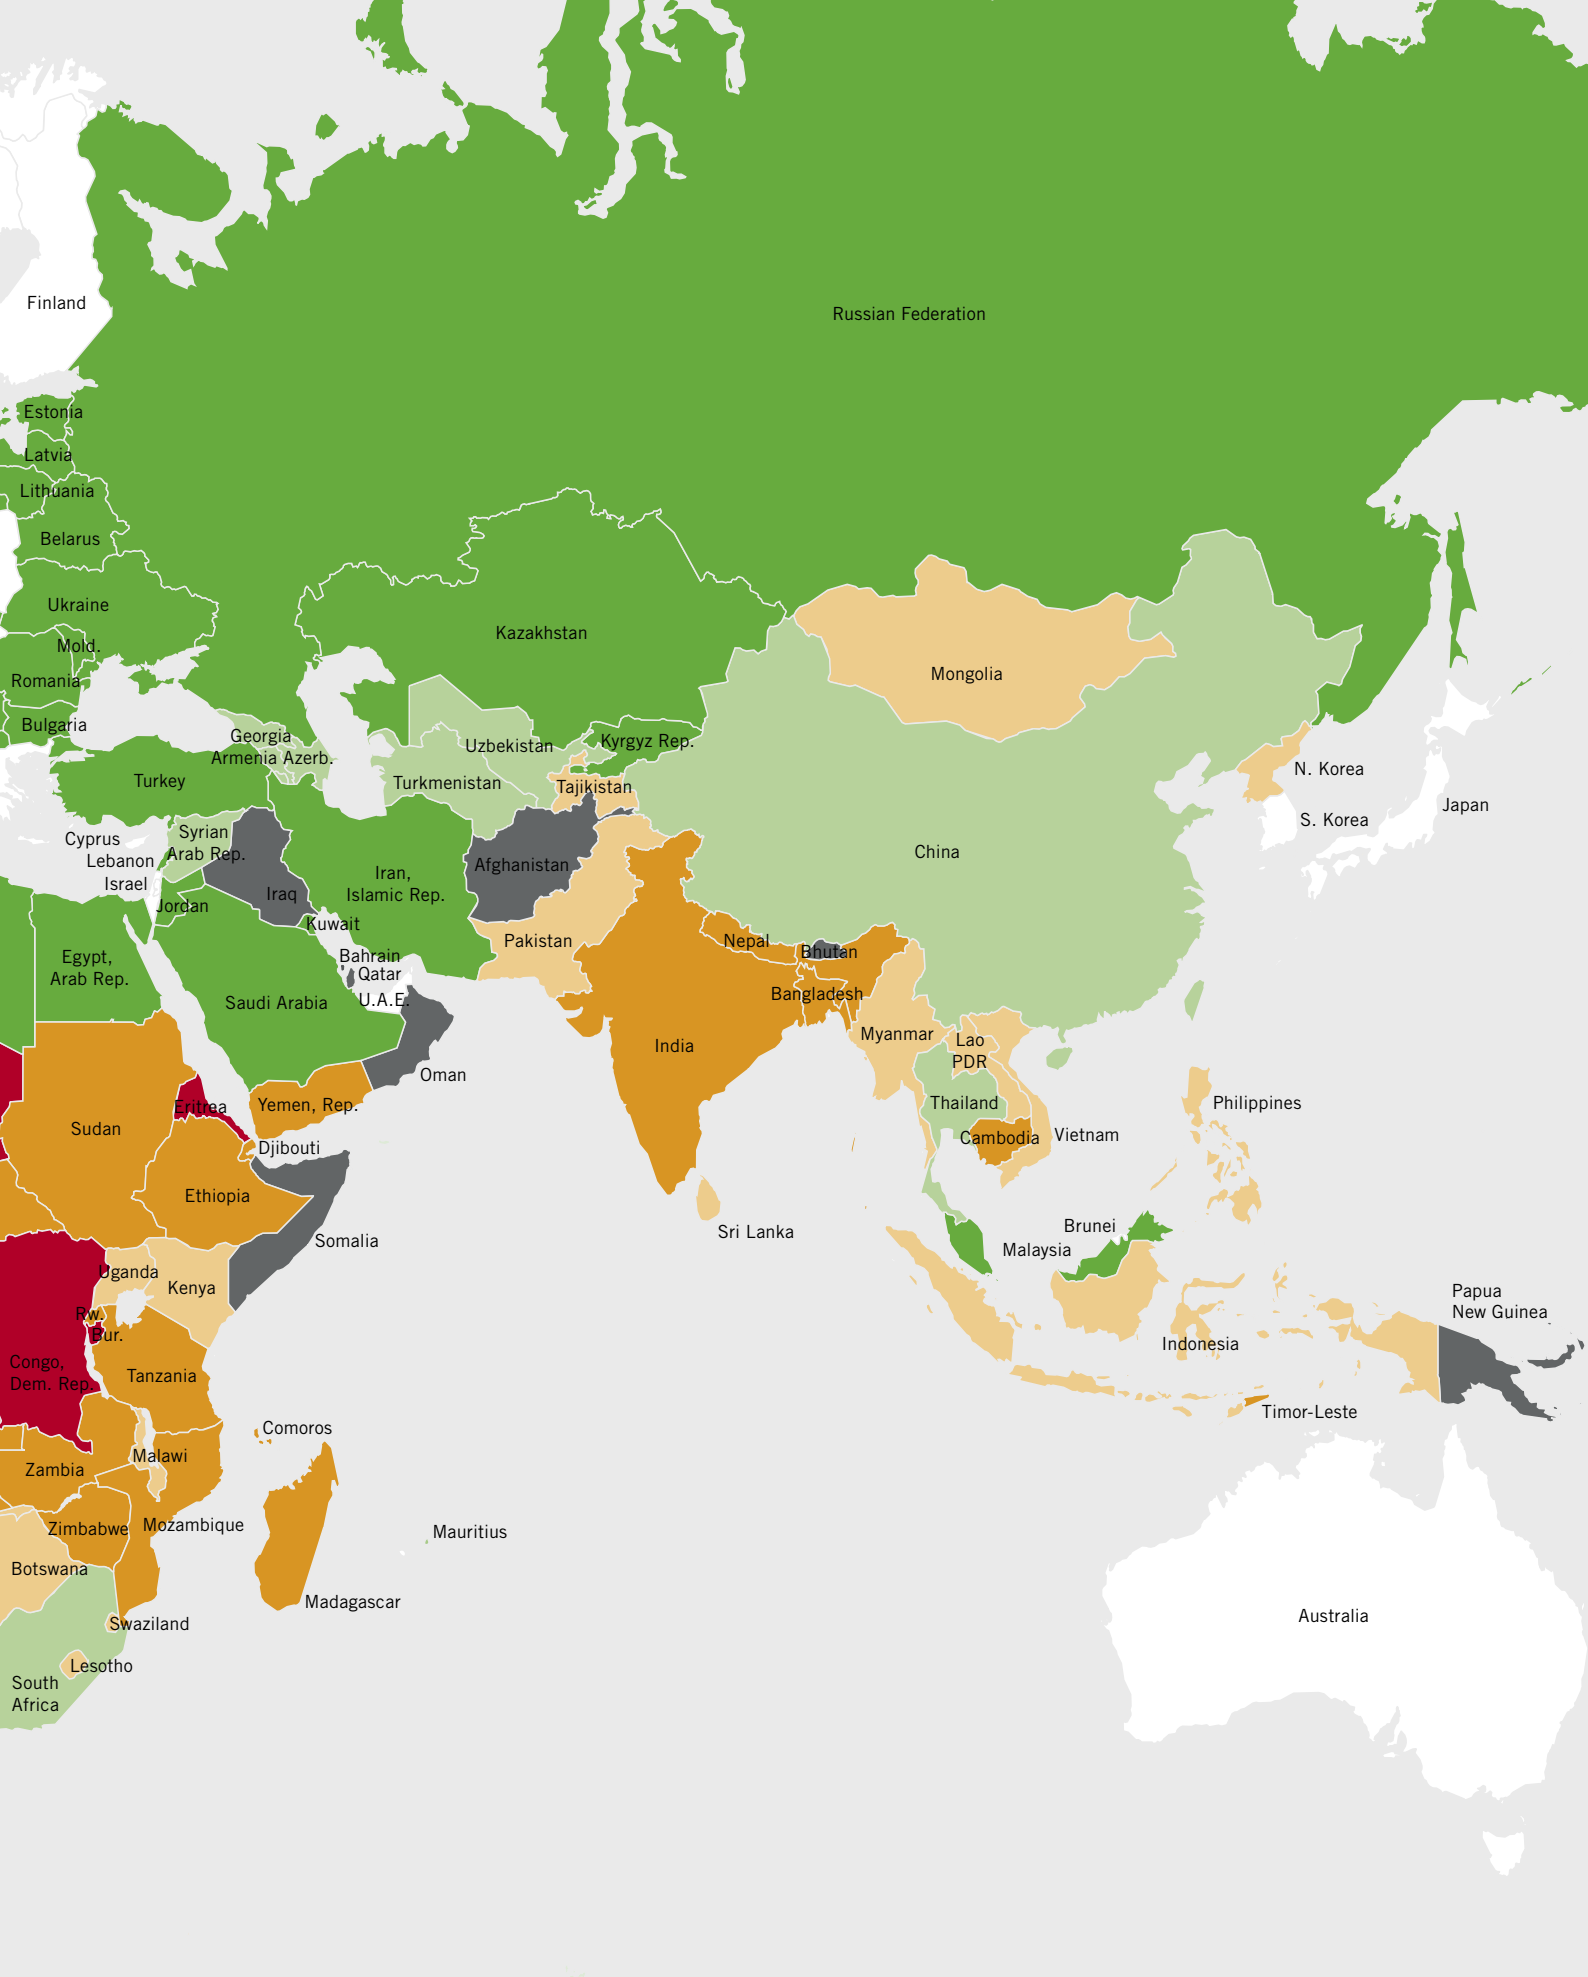 Finland
Russian Federation
Estonia
Latvia
Lithuania
Belarus
Ukraine
Kazakhstan
Mold.
Mongolia
Romania
Bulgaria
Georgia
Uzbekistan
Kyrgyz Rep.
Armenia Azerb.
Turkey
Turkmenistan
Tajikistan
N. Korea
Japan
S. Korea
Cyprus
Syrian
Arab Rep.
Lebanon
Israel
Afghanistan
China
Iran,
Islamic Rep.
Iraq
Jordan
Kuwait
Pakistan
Nepal
Bhutan
Egypt,
Arab Rep.
Bahrain
Qatar
U.A.E.
Saudi Arabia
Bangladesh
India
Myanmar
Lao
PDR
Oman
Eritrea
Yemen, Rep.
Thailand
Philippines
Sudan
Djibouti
Cambodia
Vietnam
Ethiopia
Somalia
Sri Lanka
Brunei
Malaysia
Uganda
Kenya
Papua
New Guinea
Rw.
Bur.
Indonesia
Congo,
Dem. Rep.
Tanzania
Timor-Leste
Comoros
Malawi
Zambia
Zimbabwe
Mozambique
Mauritius
Botswana
Madagascar
Swaziland
Australia
Lesotho
South
Africa